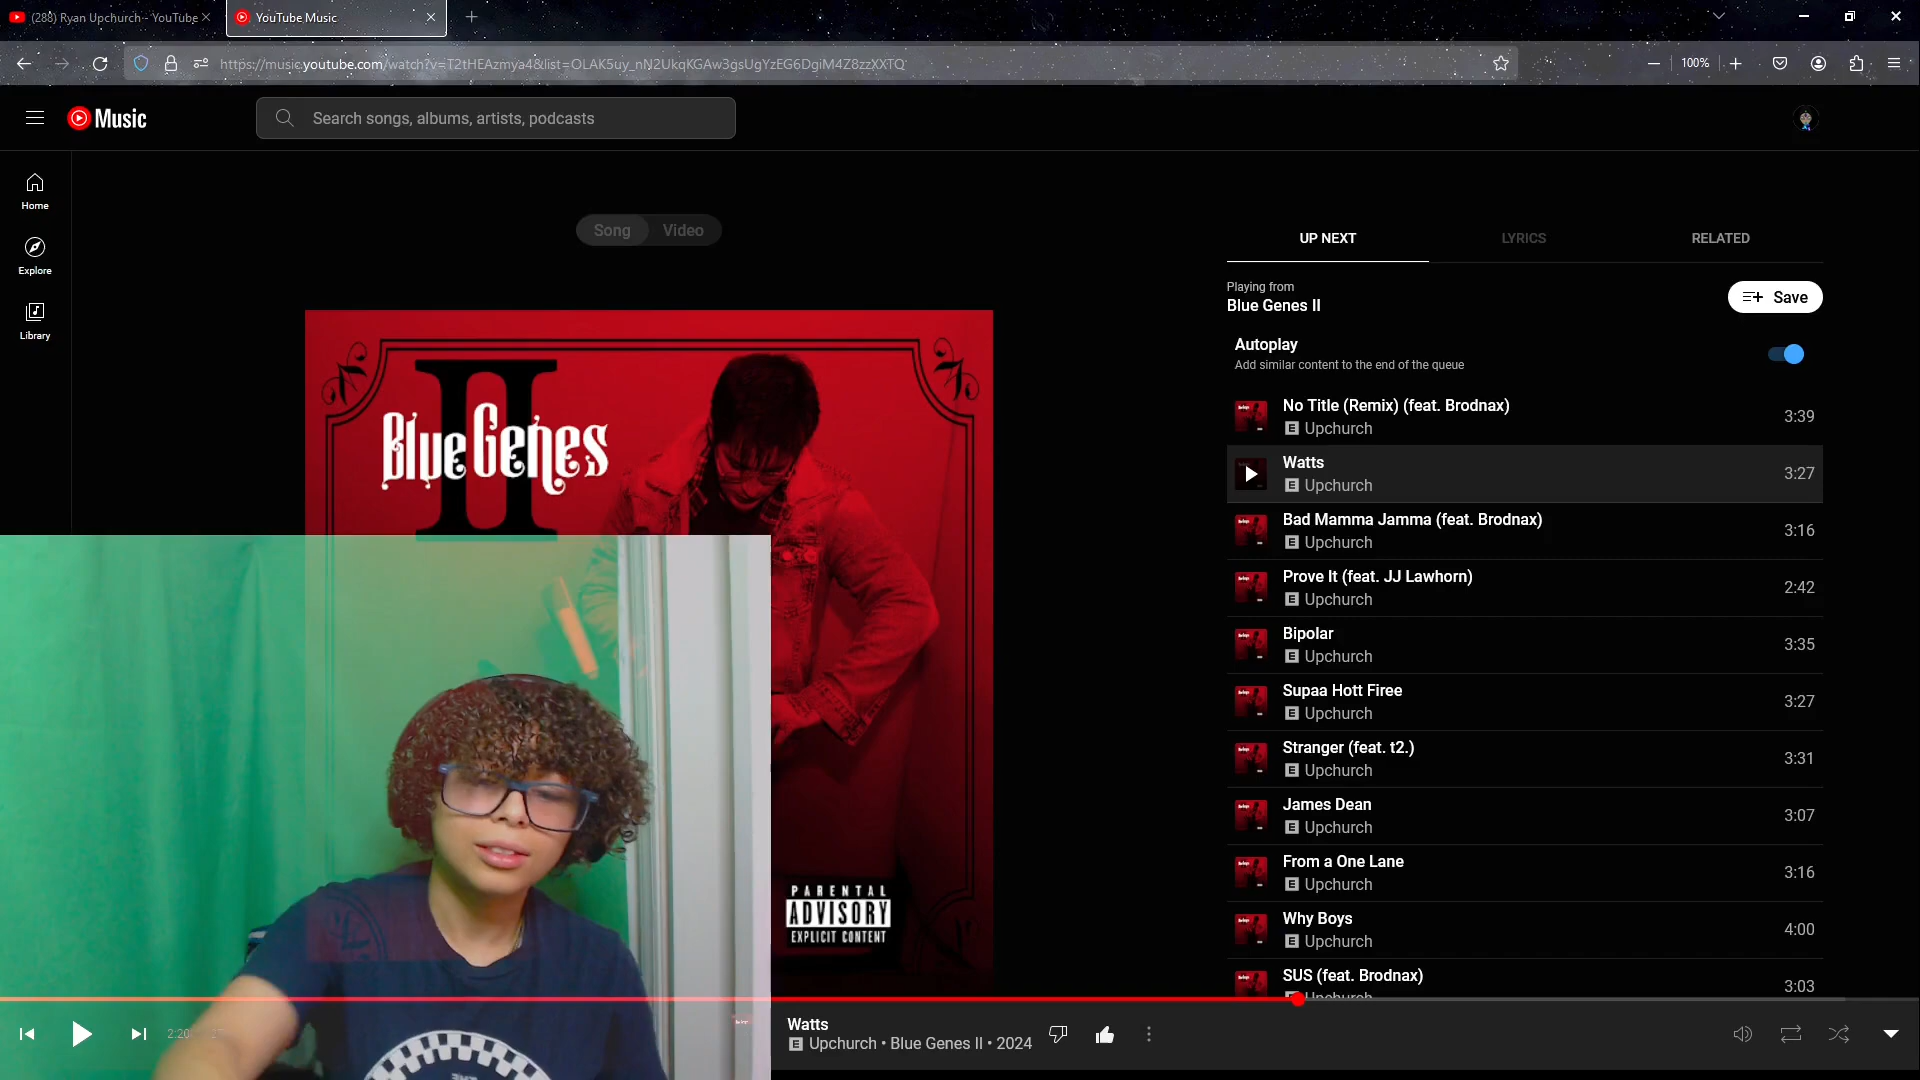 (288) Ryan Upchurch - YouTube
YouTube Music
https://music.youtube.com/watch?v=T2tHEAzmya4&list=OLAK5uy_nN2UkqKGAw3gsUgYzEG6DgiM4Z8zzXXTQ
100%
Music
Search songs, albums, artists, podcasts
Home
Explore
Library
Song
Video
UP NEXT
LYRICS
RELATED
Playing from
Blue Genes II
Save
Autoplay
Add similar content to the end of the queue
No Title (Remix) (feat. Brodnax)
E Upchurch
3:39
Watts
E Upchurch
3:27
Bad Mamma Jamma (feat. Brodnax)
E Upchurch
3:16
Prove It (feat. JJ Lawhorn)
E Upchurch
2:42
Bipolar
E Upchurch
3:35
Supaa Hott Firee
E Upchurch
3:27
Stranger (feat. t2.)
E Upchurch
3:31
James Dean
E Upchurch
3:07
From a One Lane
E Upchurch
3:16
Why Boys
E Upchurch
4:00
SUS (feat. Brodnax)
E Upchurch
3:03
II
Blue Genes
PARENTAL
ADVISORY
EXPLICIT CONTENT
2:20
Watts
E Upchurch • Blue Genes II • 2024